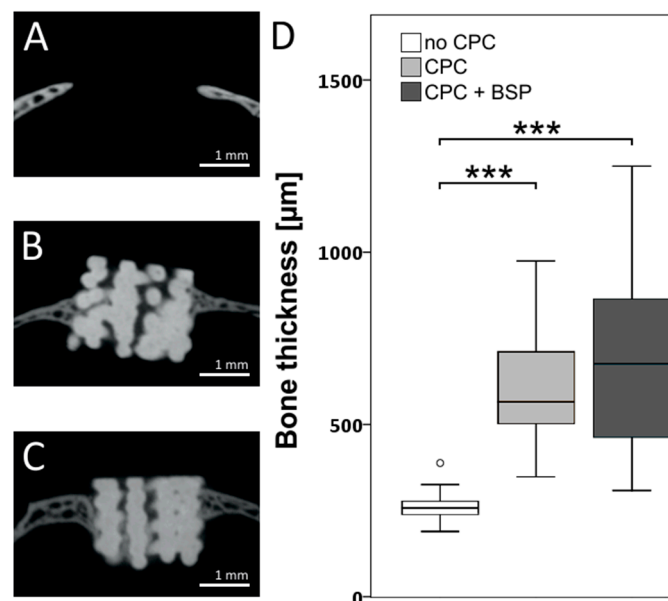 A
1 mm
B
1 mm
C
1 mm
D
Bone thickness [µm]
1500
1000
500
0
no CPC
CPC
CPC + BSP
***
***